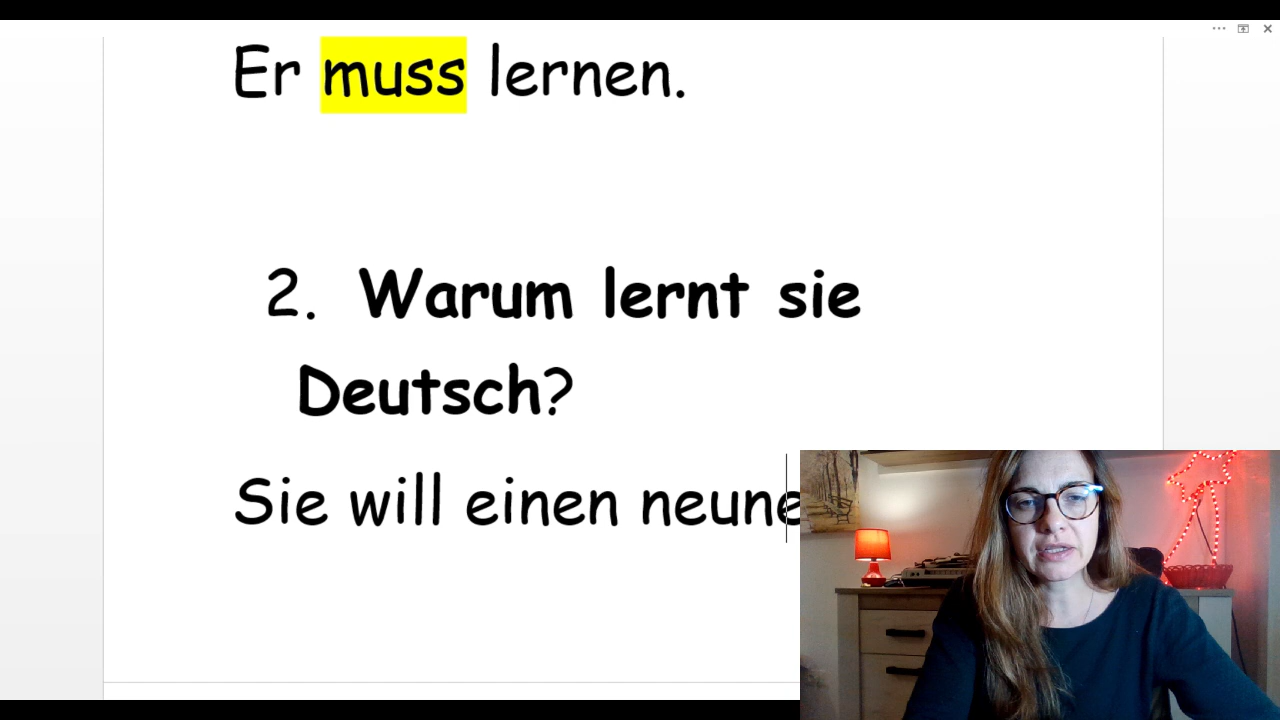 Er muss lernen.
2. Warum lernt sie
Deutsch?
Sie will einen neune